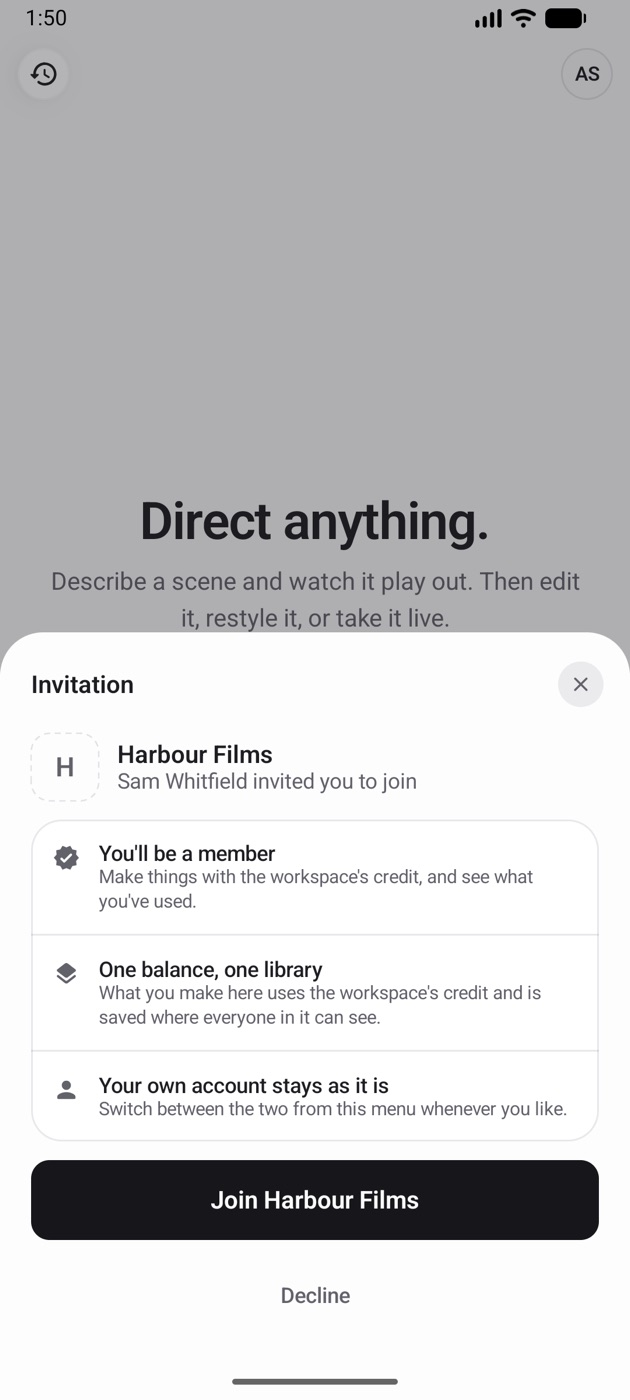 1:50
AS
Direct anything.
Describe a scene and watch it play out. Then edit
it, restyle it, or take it live.
Invitation
H
Harbour Films
Sam Whitfield invited you to join
You'll be a member
Make things with the workspace's credit, and see what
you've used.
One balance, one library
What you make here uses the workspace's credit and is
saved where everyone in it can see.
Your own account stays as it is
Switch between the two from this menu whenever you like.
Join Harbour Films
Decline